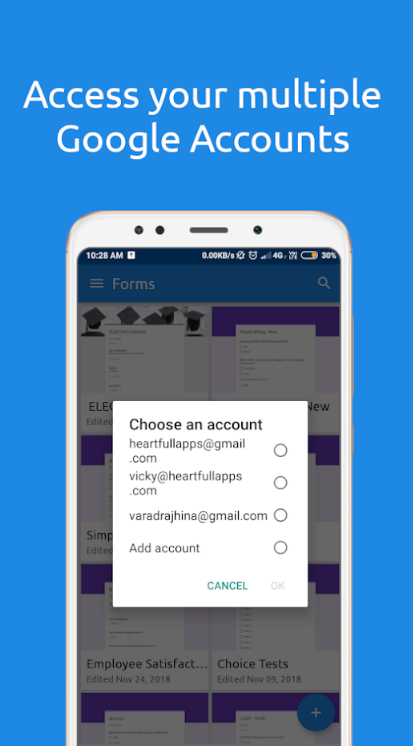 Access your multiple
Google Accounts
10:28 AM
0.00KB/s 4G 30%
Forms
ELE
New
Edited
Choose an account
heartfullapps@gmail
.com
vicky@heartfullapps
.com
varadrajhina@gmail.com
Add account
CANCEL OK
Simp
Edited
Employee Satisfact... Choice Tests
Edited Nov 24, 2018 Edited Nov 09, 2018